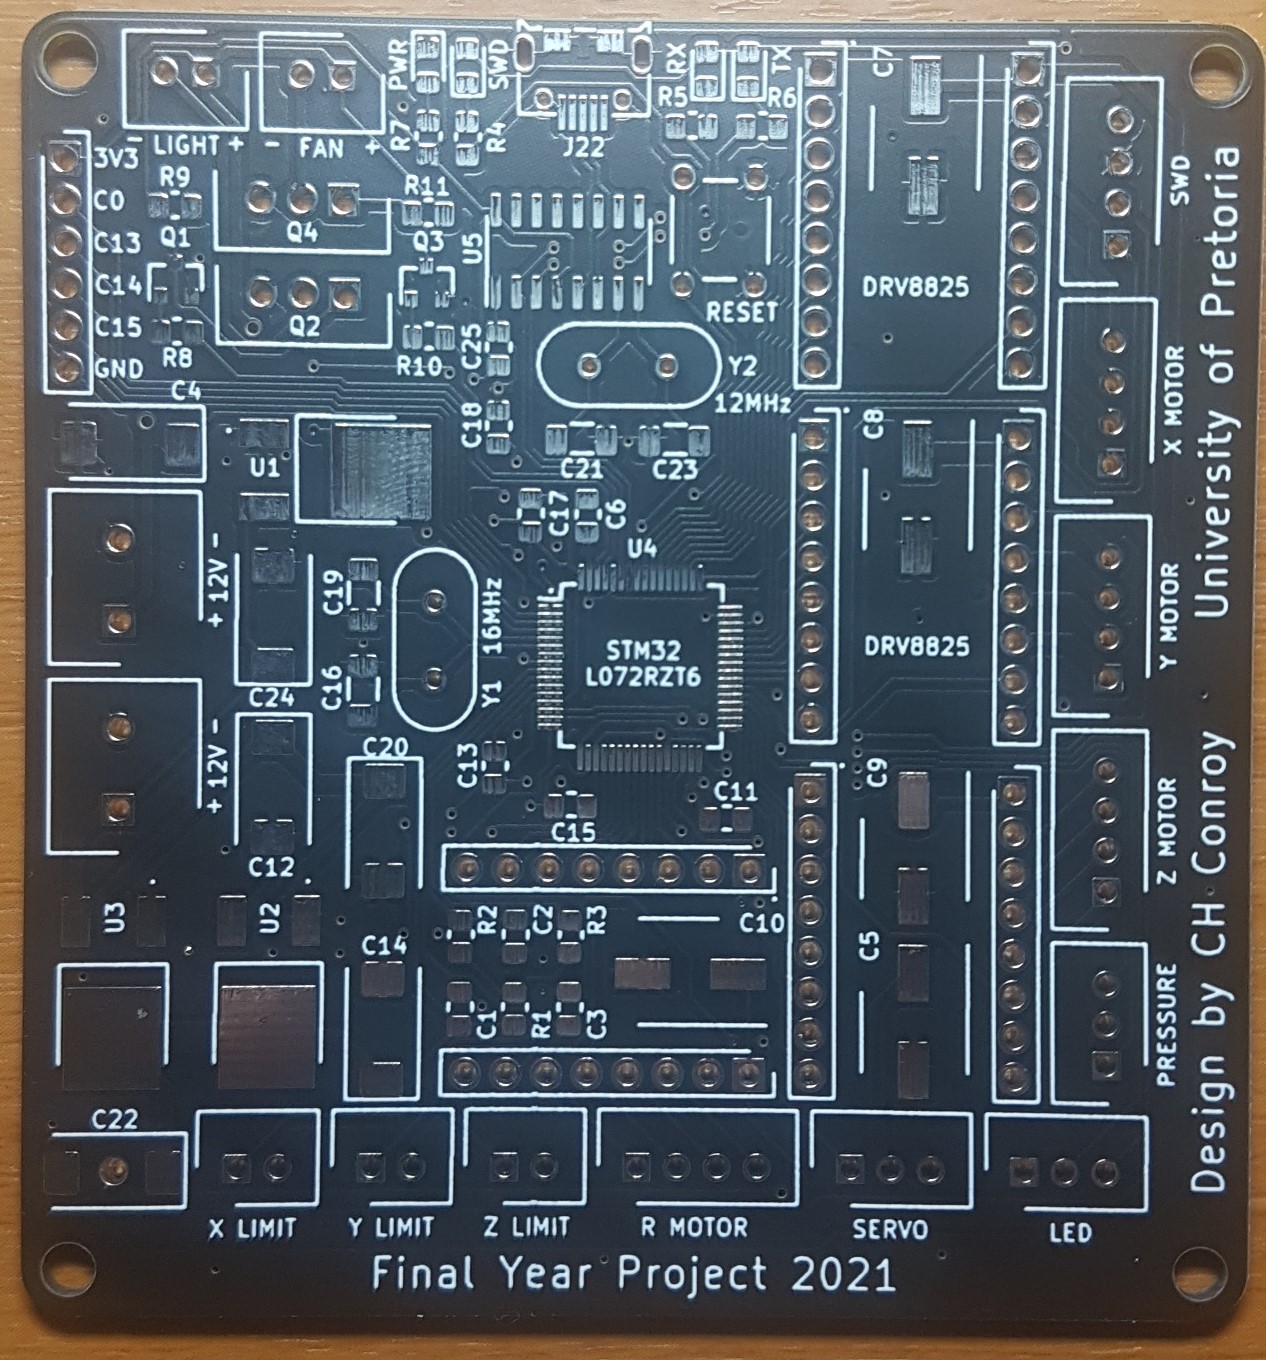 PWR
SWD
RX
TX
C7
R5
R6
R7
R4
J22
- LIGHT +
- FAN +
3V3
C0
C13
C14
C15
GND
R9
Q1
R8
C4
Q4
Q2
R11
Q3
R10
U5
RESET
C25
Y2
12MHz
C18
C21
C23
DRV8825
SWD
X MOTOR
U1
C17
C6
U4
C8
+ 12V -
C19
16MHz
Y1
C16
C24
STM32
L072RZT6
DRV8825
Y MOTOR
+ 12V -
C20
C13
C15
C11
C9
Z MOTOR
C12
U3
U2
C14
R2
C2
R3
C10
C5
C1
R1
C3
PRESSURE
C22
X LIMIT
Y LIMIT
Z LIMIT
R MOTOR
SERVO
LED
Final Year Project 2021
Design by CH Conroy University of Pretoria